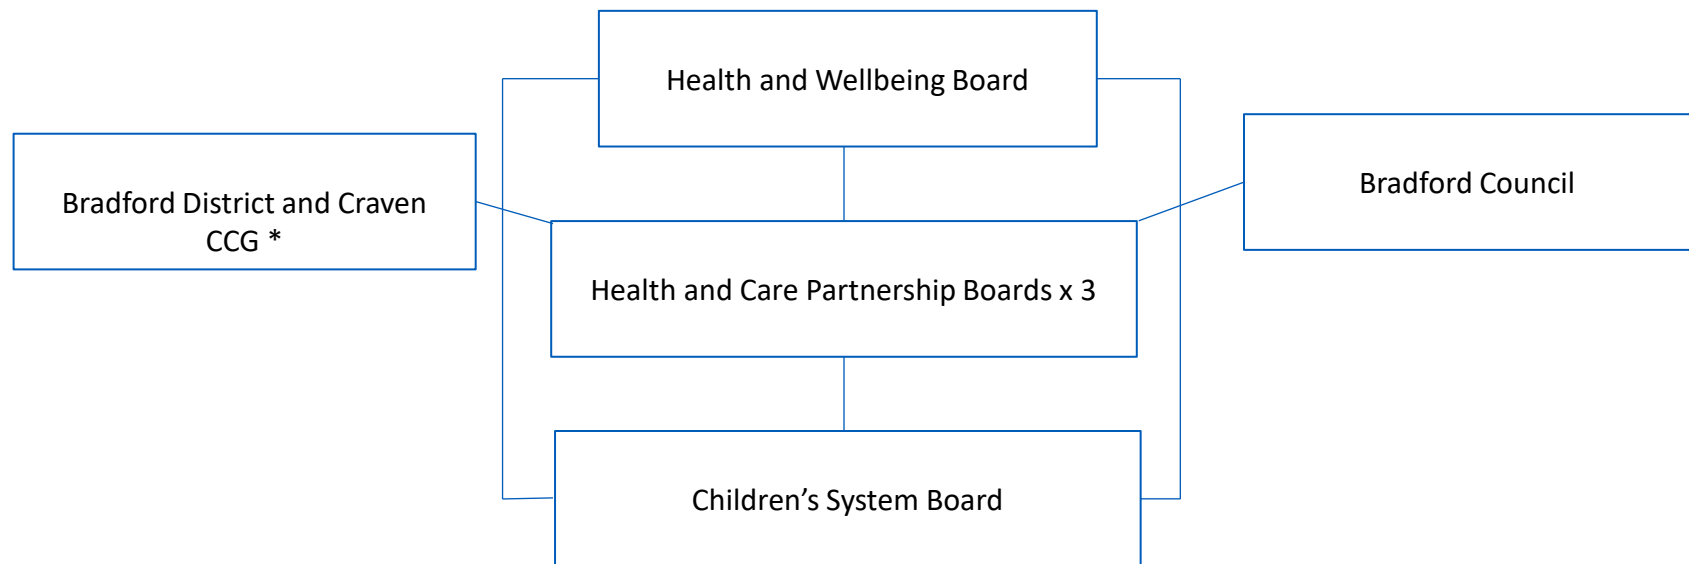 Health and Wellbeing Board
Bradford District and Craven
CCG *
Bradford Council
Health and Care Partnership Boards x 3
Children’s System Board